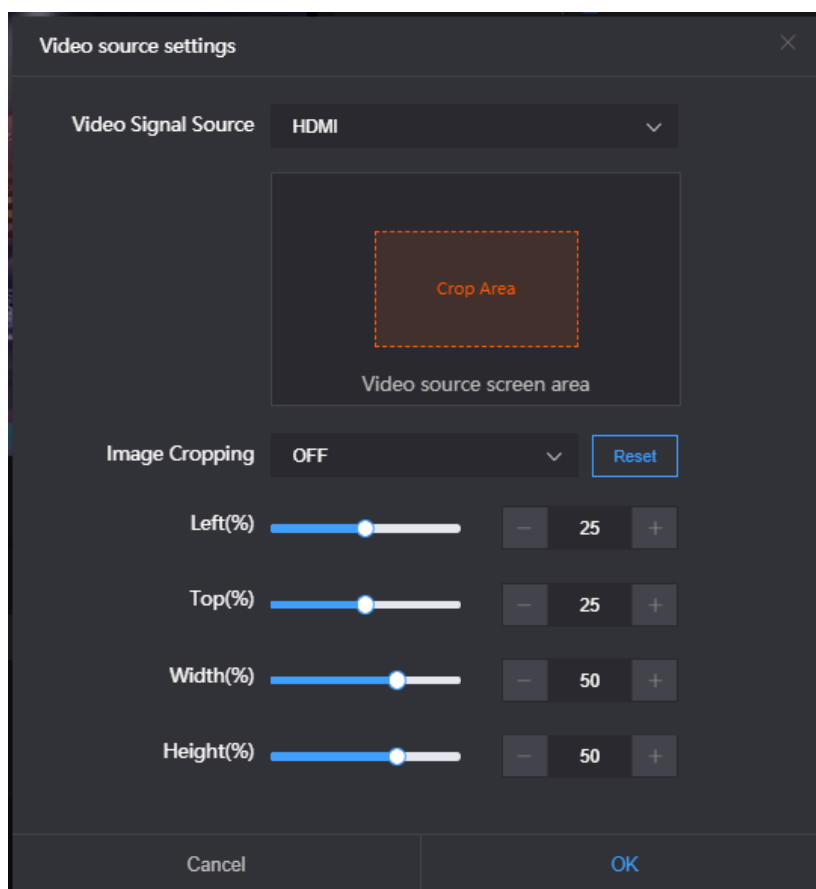 Video source settings
Video Signal Source HDMI
Crop Area
Video source screen area
Image Cropping OFF Reset
Left(%) 25
Top(%) 25
Width(%) 50
Height(%) 50
Cancel OK